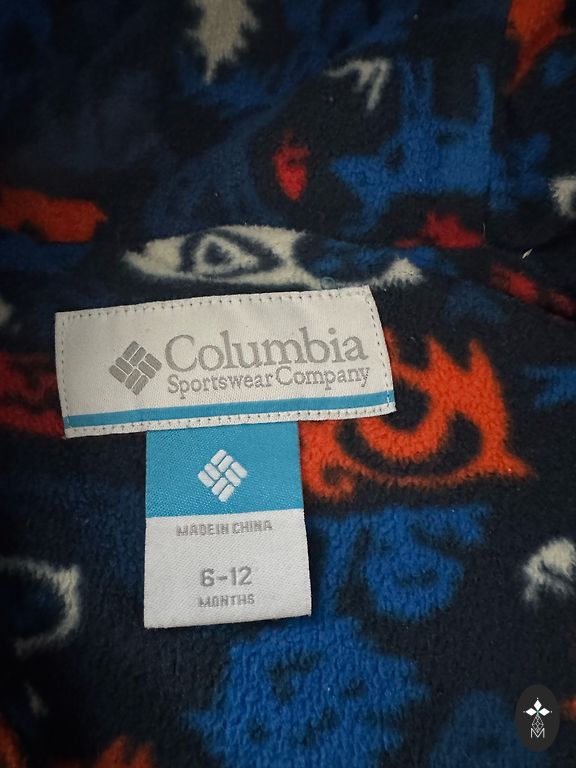 Columbia
Sportswear Company
MADE IN CHINA
6-12
MONTHS
M